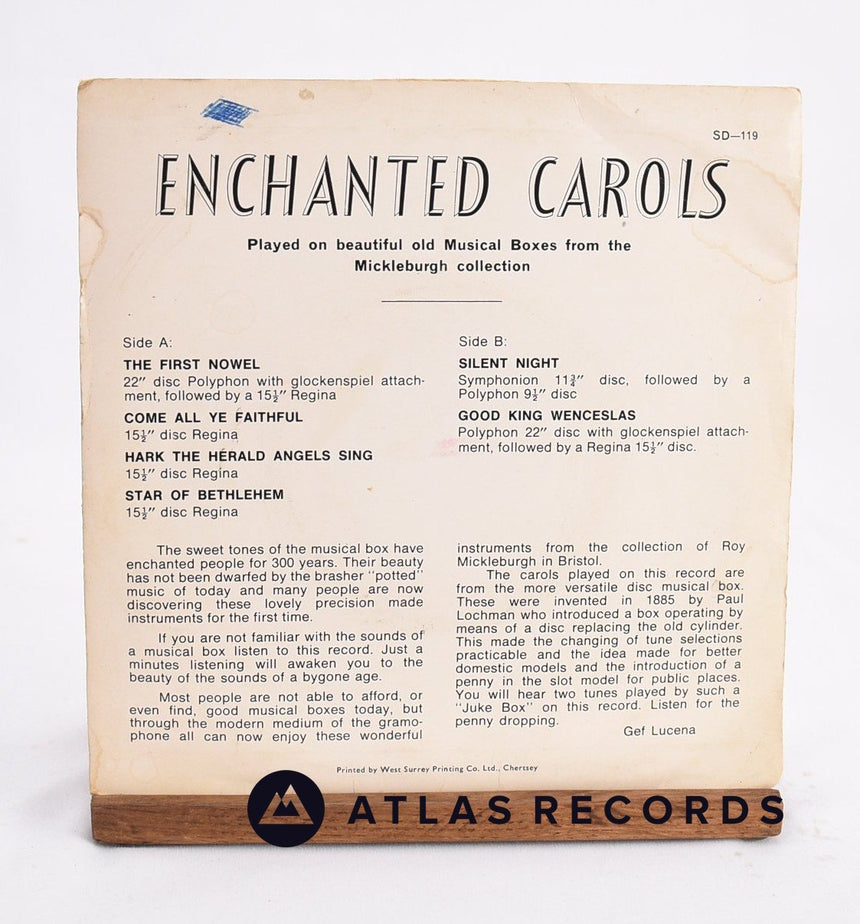 SD—119
ENCHANTED CAROLS
Played on beautiful old Musical Boxes from the
Mickleburgh collection
Side A:
THE FIRST NOWEL
22″ disc Polyphon with glockenspiel attach-
ment, followed by a 15½″ Regina
COME ALL YE FAITHFUL
15½″ disc Regina
HARK THE HERALD ANGELS SING
15½″ disc Regina
STAR OF BETHLEHEM
15½″ disc Regina
Side B:
SILENT NIGHT
Symphonion 11¾″ disc, followed by a
Polyphon 9½″ disc
GOOD KING WENCESLAS
Polyphon 22″ disc with glockenspiel attach-
ment, followed by a Regina 15½″ disc.
The sweet tones of the musical box have
enchanted people for 300 years. Their beauty
has not been dwarfed by the brasher "potted"
music of today and many people are now
discovering these lovely precision made
instruments for the first time.
If you are not familiar with the sounds of
a musical box listen to this record. Just a
minutes listening will awaken you to the
beauty of the sounds of a bygone age.
Most people are not able to afford, or
even find, good musical boxes today, but
through the modern medium of the gramo-
phone all can now enjoy these wonderful
instruments from the collection of Roy
Mickleburgh in Bristol.
The carols played on this record are
from the more versatile disc musical box.
These were invented in 1885 by Paul
Lochman who introduced a box operating by
means of a disc replacing the old cylinder.
This made the changing of tune selections
practicable and the idea made for better
domestic models and the introduction of a
penny in the slot model for public places.
You will hear two tunes played by such a
"Juke Box" on this record. Listen for the
penny dropping.
Gef Lucena
Printed by West Surrey Printing Co. Ltd., Chertsey
ATLAS RECORDS